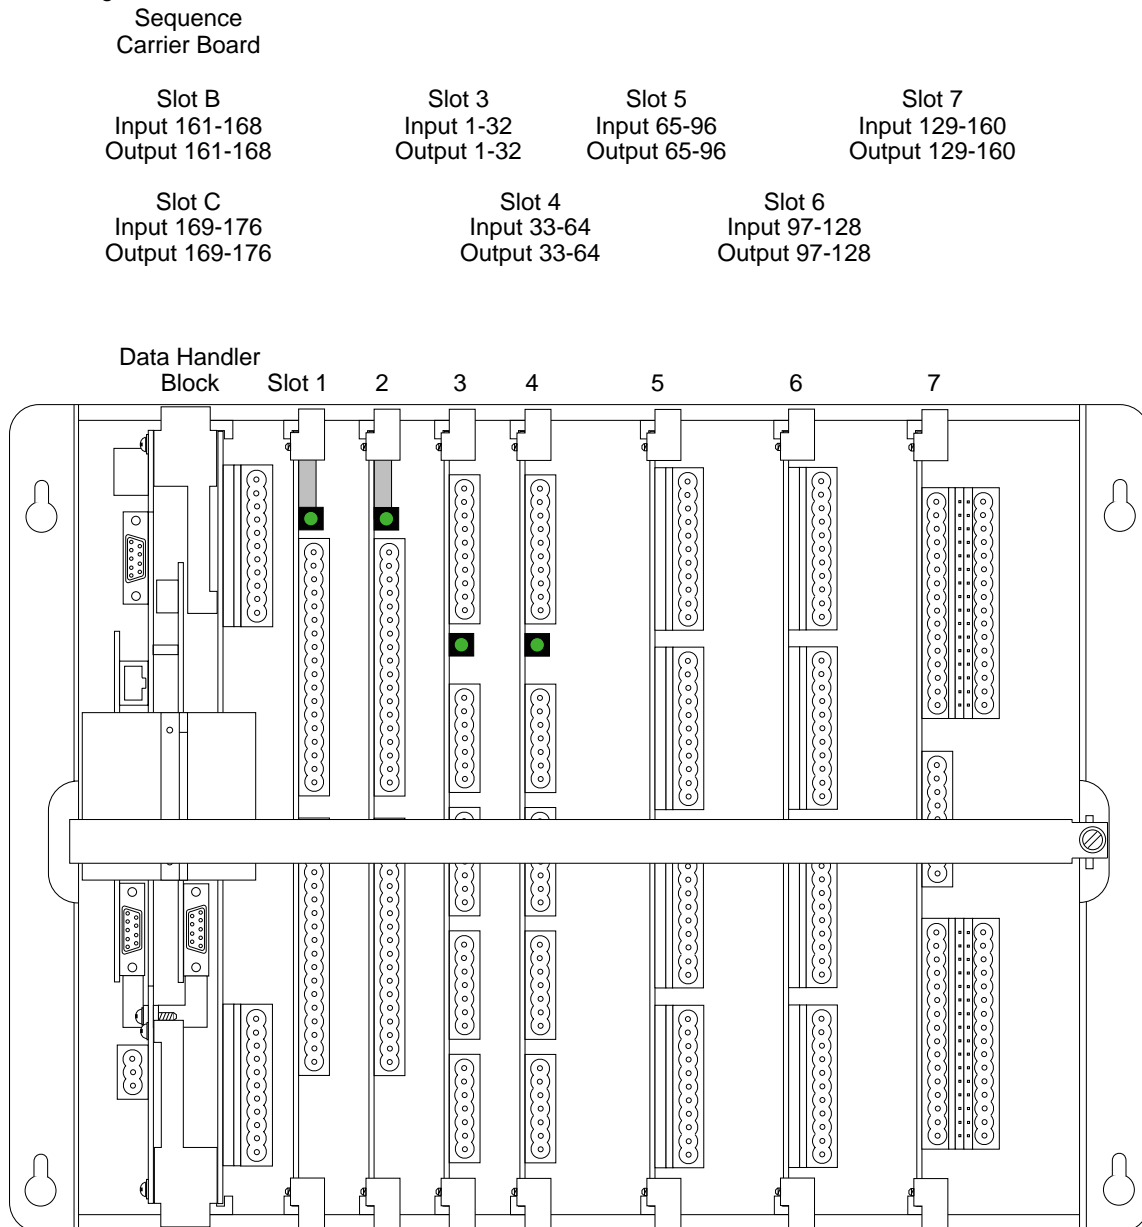 Sequence
Carrier Board
Slot B
Input 161-168
Output 161-168
Slot 3
Input 1-32
Output 1-32
Slot 5
Input 65-96
Output 65-96
Slot 7
Input 129-160
Output 129-160
Slot C
Input 169-176
Output 169-176
Slot 4
Input 33-64
Output 33-64
Slot 6
Input 97-128
Output 97-128
Data Handler
Block
Slot 1 2 3 4 5 6 7